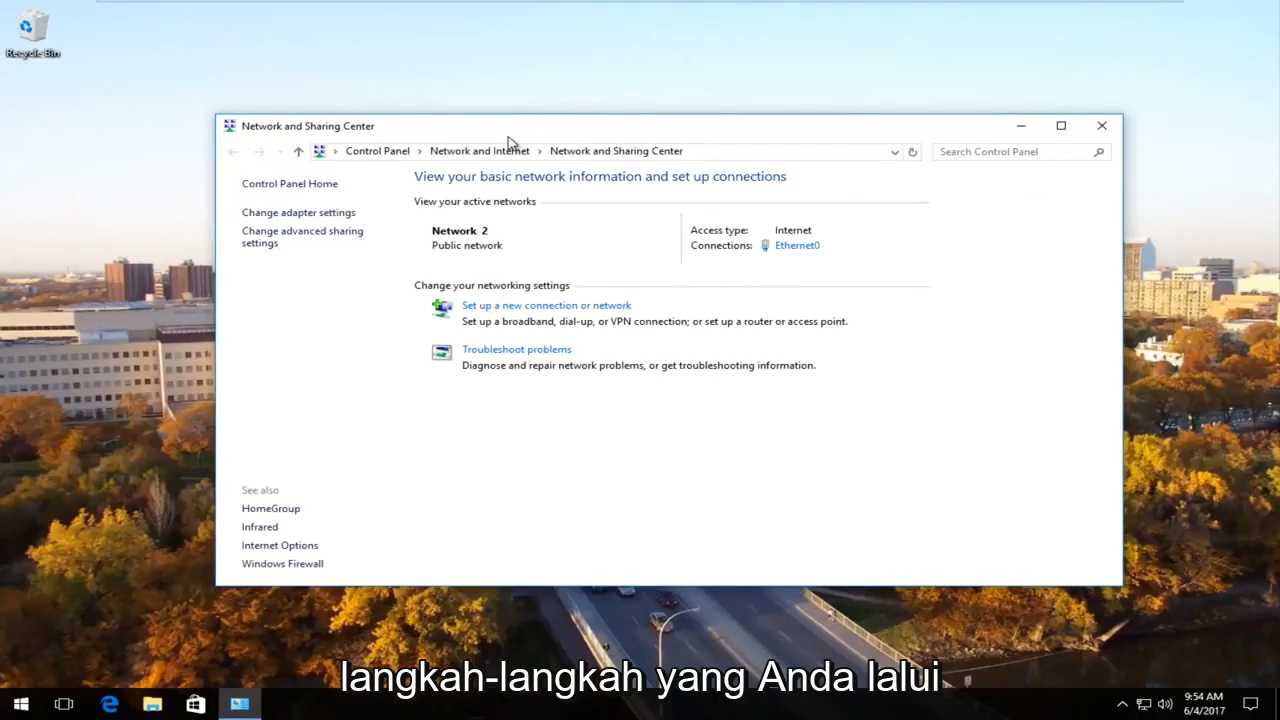 Recycle Bin
Network and Sharing Center
Control Panel > Network and Internet > Network and Sharing Center
Search Control Panel
Control Panel Home
Change adapter settings
Change advanced sharing
settings
View your basic network information and set up connections
View your active networks
Network 2
Public network
Access type: Internet
Connections: Ethernet0
Change your networking settings
Set up a new connection or network
Set up a broadband, dial-up, or VPN connection; or set up a router or access point.
Troubleshoot problems
Diagnose and repair network problems, or get troubleshooting information.
See also
HomeGroup
Infrared
Internet Options
Windows Firewall
langkah-langkah yang Anda lalui
9:54 AM
6/4/2017